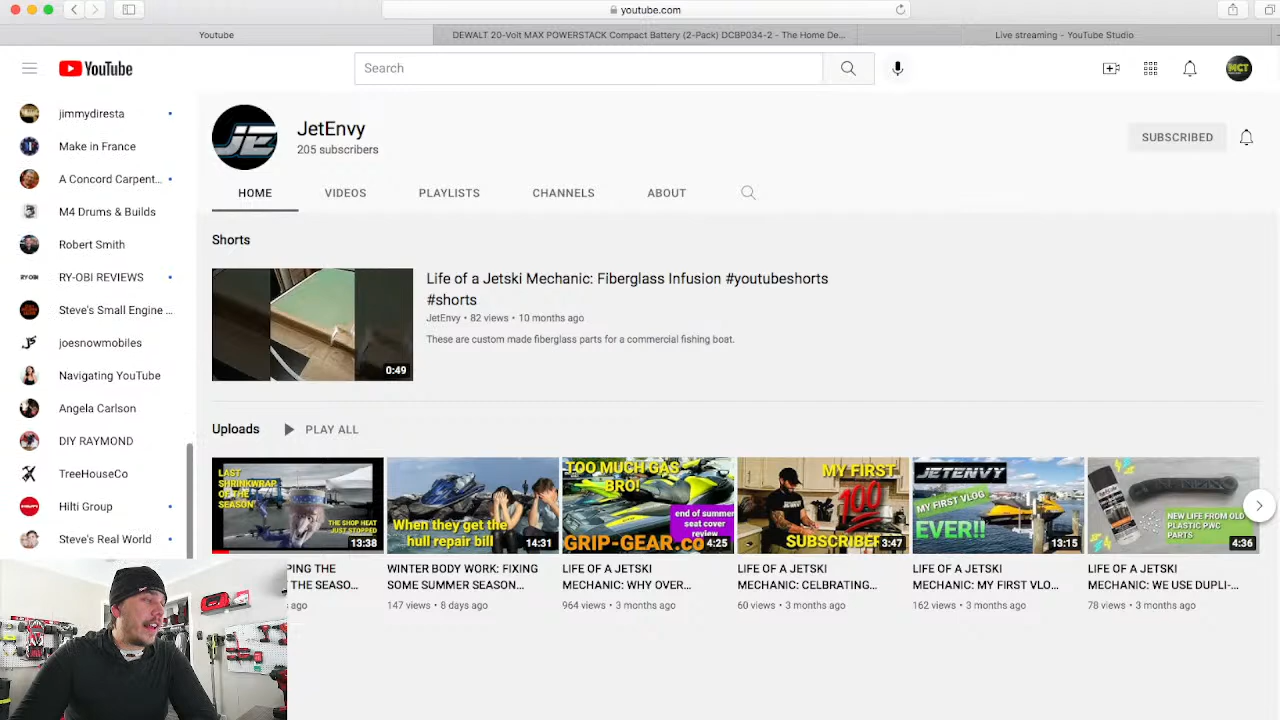 youtube.com
Youtube
DEWALT 20-Volt MAX POWERSTACK Compact Battery (2-Pack) DCBP034-2 - The Home De...
Live streaming - YouTube Studio
YouTube
Search
MCT
jimmydiresta
Make in France
A Concord Carpent...
M4 Drums & Builds
Robert Smith
RY-OBI REVIEWS
Steve's Small Engine ...
joesnowmobiles
Navigating YouTube
Angela Carlson
DIY RAYMOND
TreeHouseCo
Hilti Group
Steve's Real World
JE
JetEnvy
205 subscribers
SUBSCRIBED
HOME
VIDEOS
PLAYLISTS
CHANNELS
ABOUT
Shorts
0:49
Life of a Jetski Mechanic: Fiberglass Infusion #youtubeshorts
#shorts
JetEnvy • 82 views • 10 months ago
These are custom made fiberglass parts for a commercial fishing boat.
Uploads
PLAY ALL
LAST
SHRINKWRAP
OF THE
SEASON
THE SHOP HEAT
JUST STOPPED
13:38
PING THE
THE SEASO...
s ago
When they get the
hull repair bill
14:31
WINTER BODY WORK: FIXING
SOME SUMMER SEASON...
147 views • 8 days ago
TOO MUCH GAS
BRO!
end of summer
seat cover
review
GRIP-GEAR.co
4:25
LIFE OF A JETSKI
MECHANIC: WHY OVER...
964 views • 3 months ago
MY FIRST
100
SUBSCRIBER
3:47
LIFE OF A JETSKI
MECHANIC: CELEBRATING...
60 views • 3 months ago
JETENVY
MY FIRST VLOG
EVER!!
13:15
LIFE OF A JETSKI
MECHANIC: MY FIRST VLO...
162 views • 3 months ago
NEW LIFE FROM OLD
PLASTIC PWC
PARTS
4:36
LIFE OF A JETSKI
MECHANIC: WE USE DUPLI-...
78 views • 3 months ago